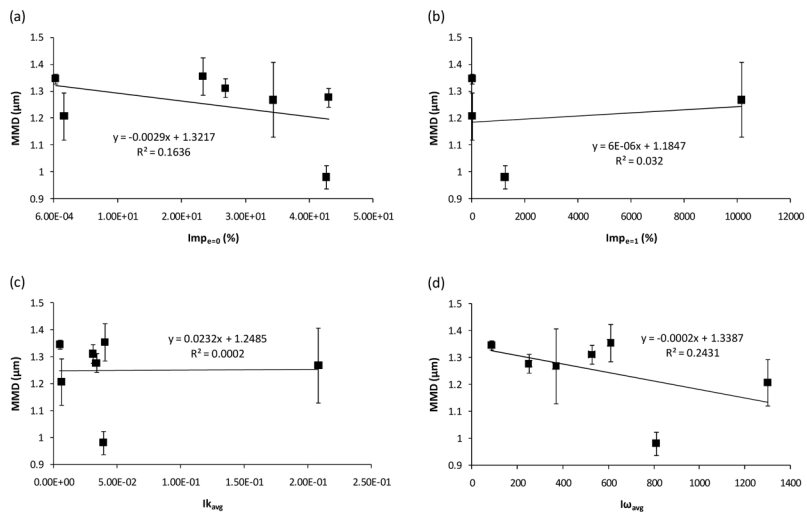 (a)
1.5
1.4
1.3
1.2
1.1
1
0.9
MMD (µm)
y = -0.0029x + 1.3217
R² = 0.1636
6.00E-04 1.00E+01 2.00E+01 3.00E+01 4.00E+01 5.00E+01
Imp e=0 (%)
(b)
1.5
1.4
1.3
1.2
1.1
1
0.9
MMD (µm)
y = 6E-06x + 1.1847
R² = 0.032
0 2000 4000 6000 8000 10000 12000
Imp e=1 (%)
(c)
1.5
1.4
1.3
1.2
1.1
1
0.9
MMD (µm)
y = 0.0232x + 1.2485
R² = 0.0002
0.00E+00 5.00E-02 1.00E-01 1.50E-01 2.00E-01 2.50E-01
Ik avg
(d)
1.5
1.4
1.3
1.2
1.1
1
0.9
MMD (µm)
y = -0.0002x + 1.3387
R² = 0.2431
0 200 400 600 800 1000 1200 1400
Iω avg